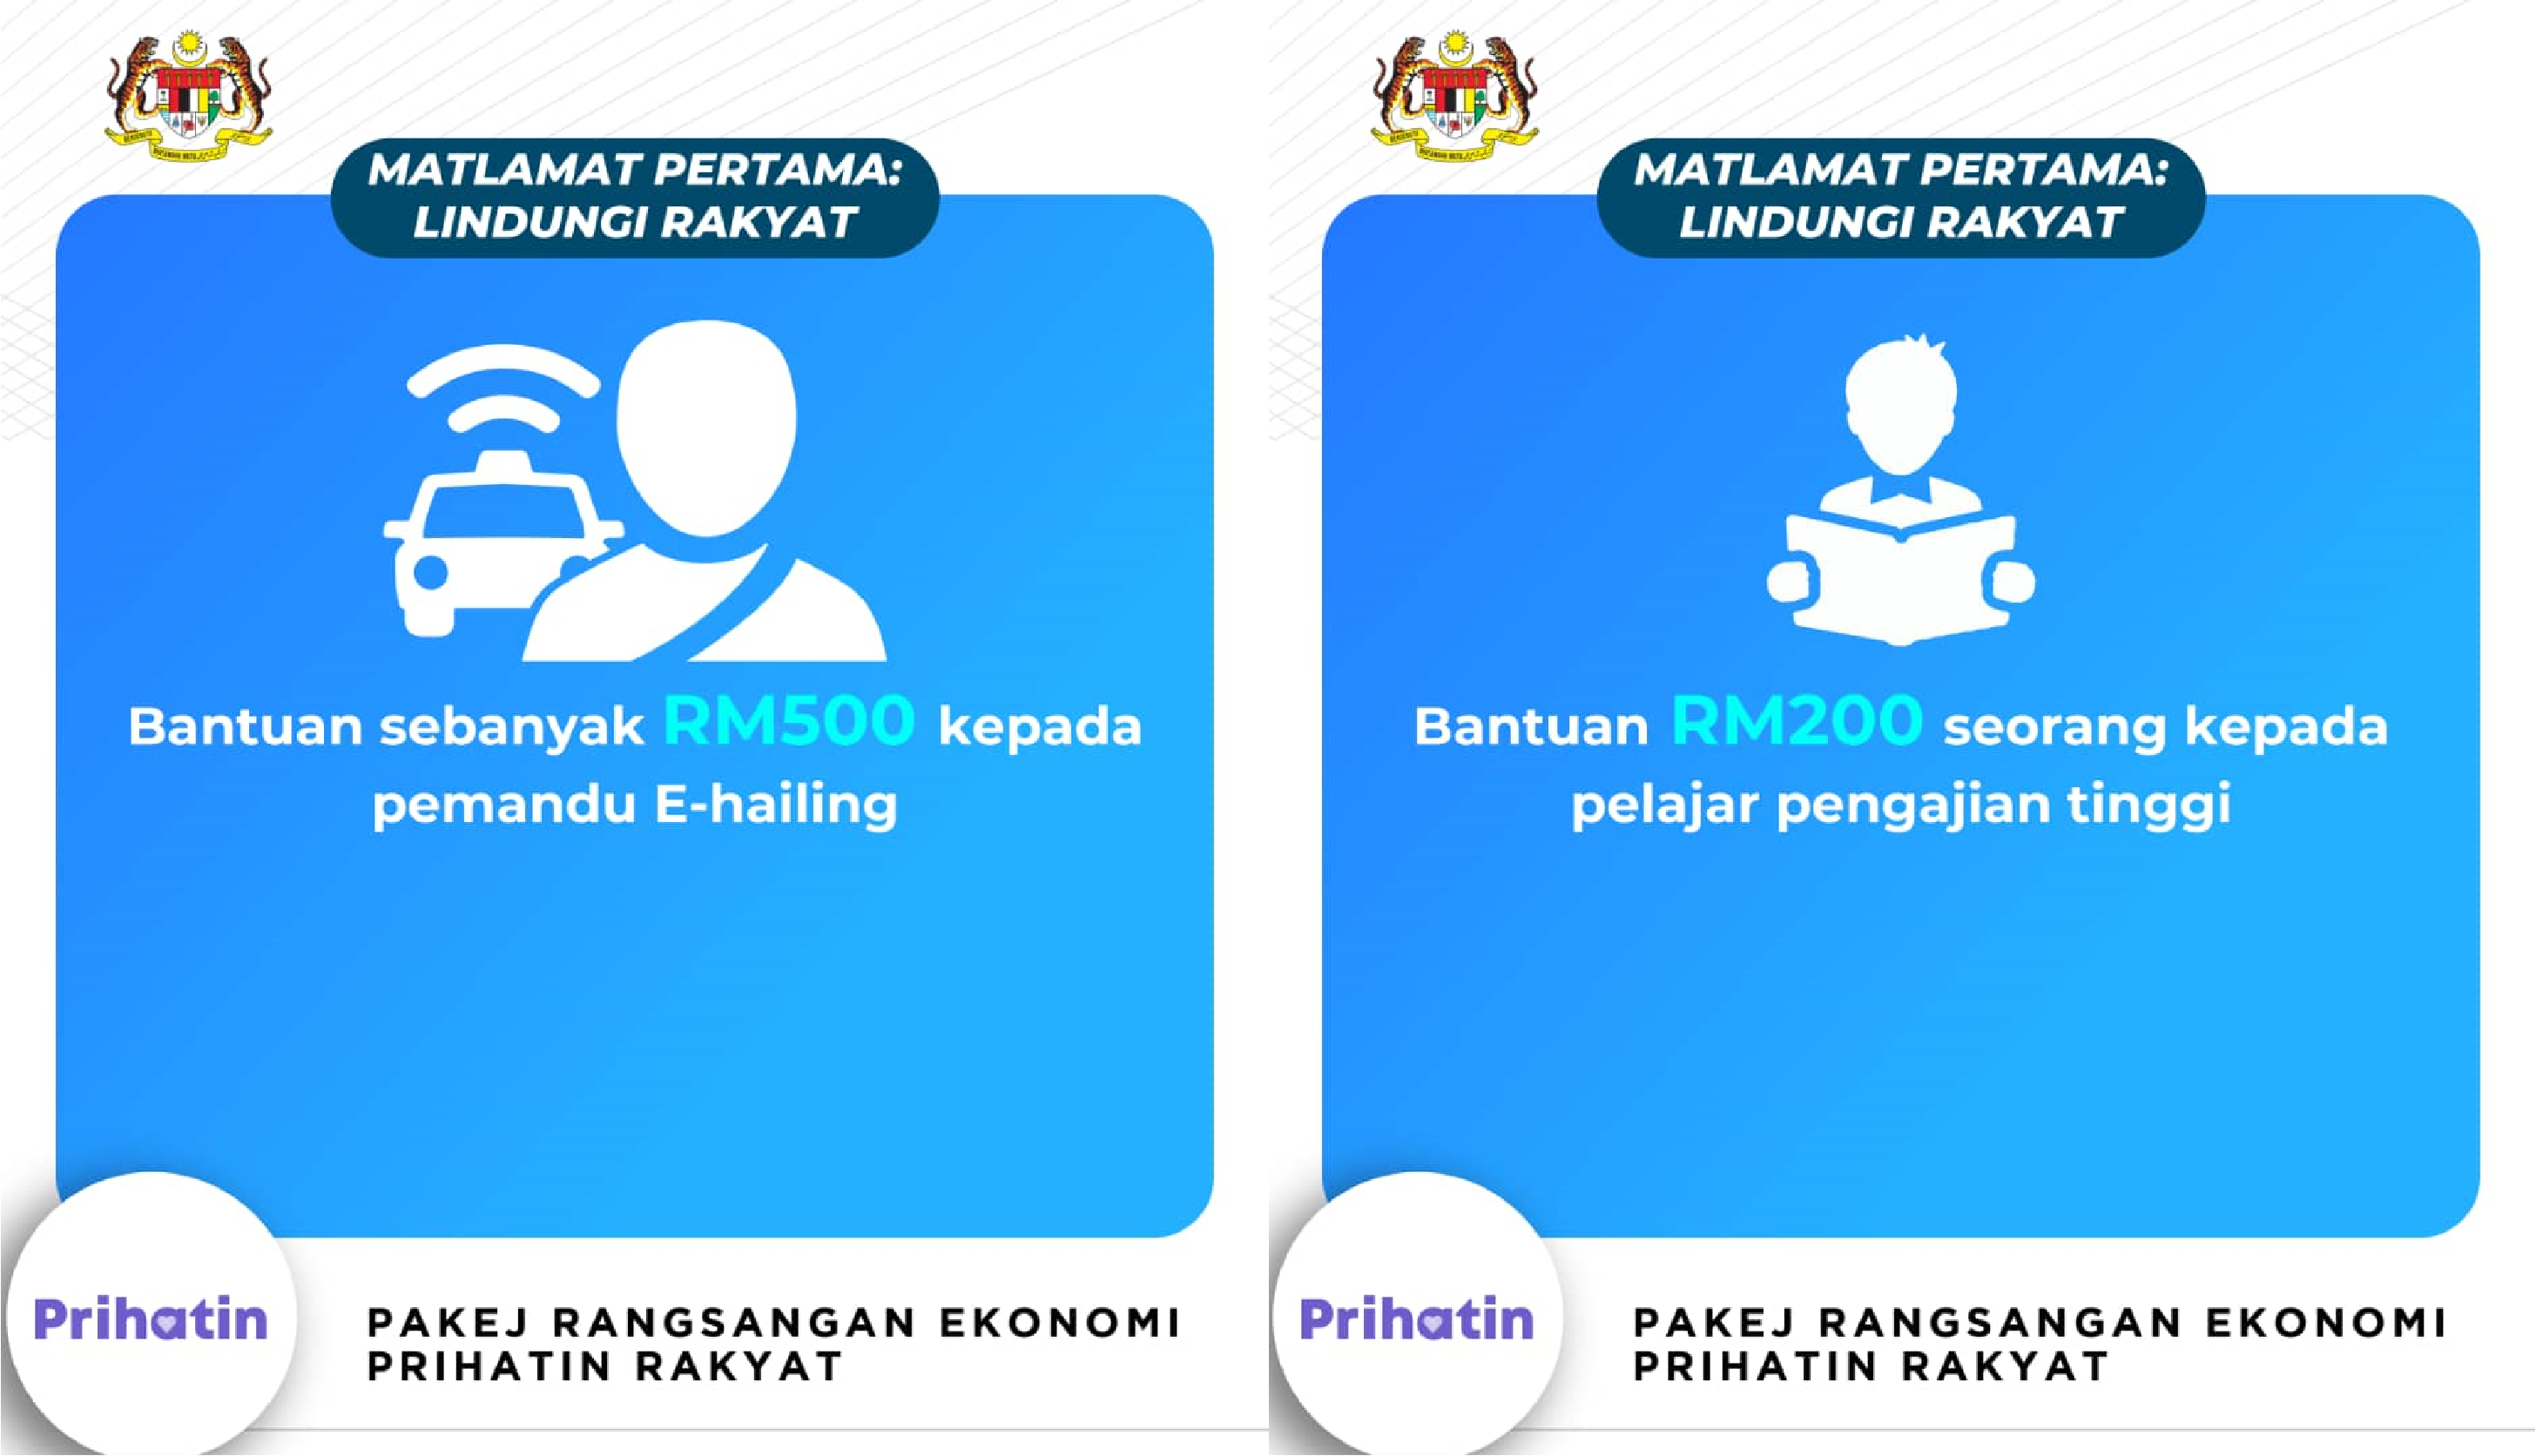 MATLAMAT PERTAMA:
LINDUNGI RAKYAT
Bantuan sebanyak RM500 kepada
pemandu E-hailing
Prihatin
PAKEJ RANGSANGAN EKONOMI
PRIHATIN RAKYAT
MATLAMAT PERTAMA:
LINDUNGI RAKYAT
Bantuan RM200 seorang kepada
pelajar pengajian tinggi
Prihatin
PAKEJ RANGSANGAN EKONOMI
PRIHATIN RAKYAT